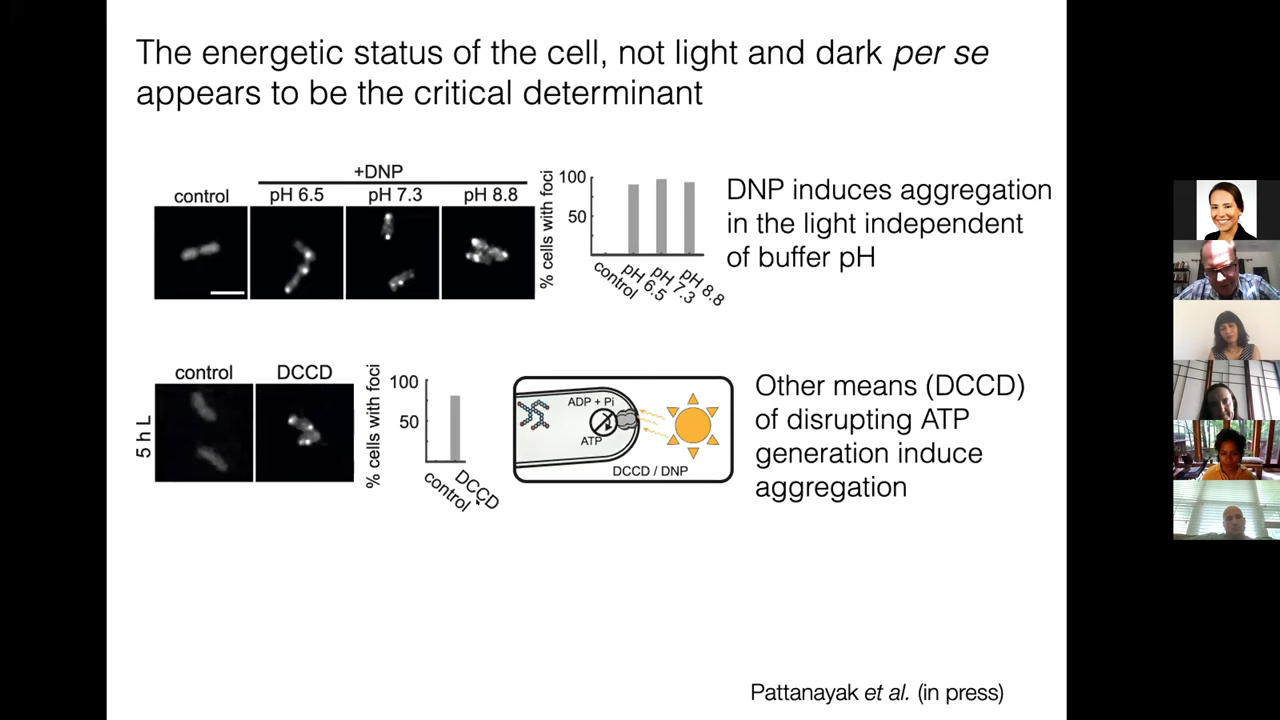 The energetic status of the cell, not light and dark per se
appears to be the critical determinant
+DNP
control
pH 6.5
pH 7.3
pH 8.8
% cells with foci
100
50
control
pH 6.5
pH 7.3
pH 8.8
DNP induces aggregation
in the light independent
of buffer pH
control
DCCD
5 h L
% cells with foci
100
50
control
DCCD
ADP + Pi
ATP
DCCD / DNP
Other means (DCCD)
of disrupting ATP
generation induce
aggregation
Pattanayak et al. (in press)